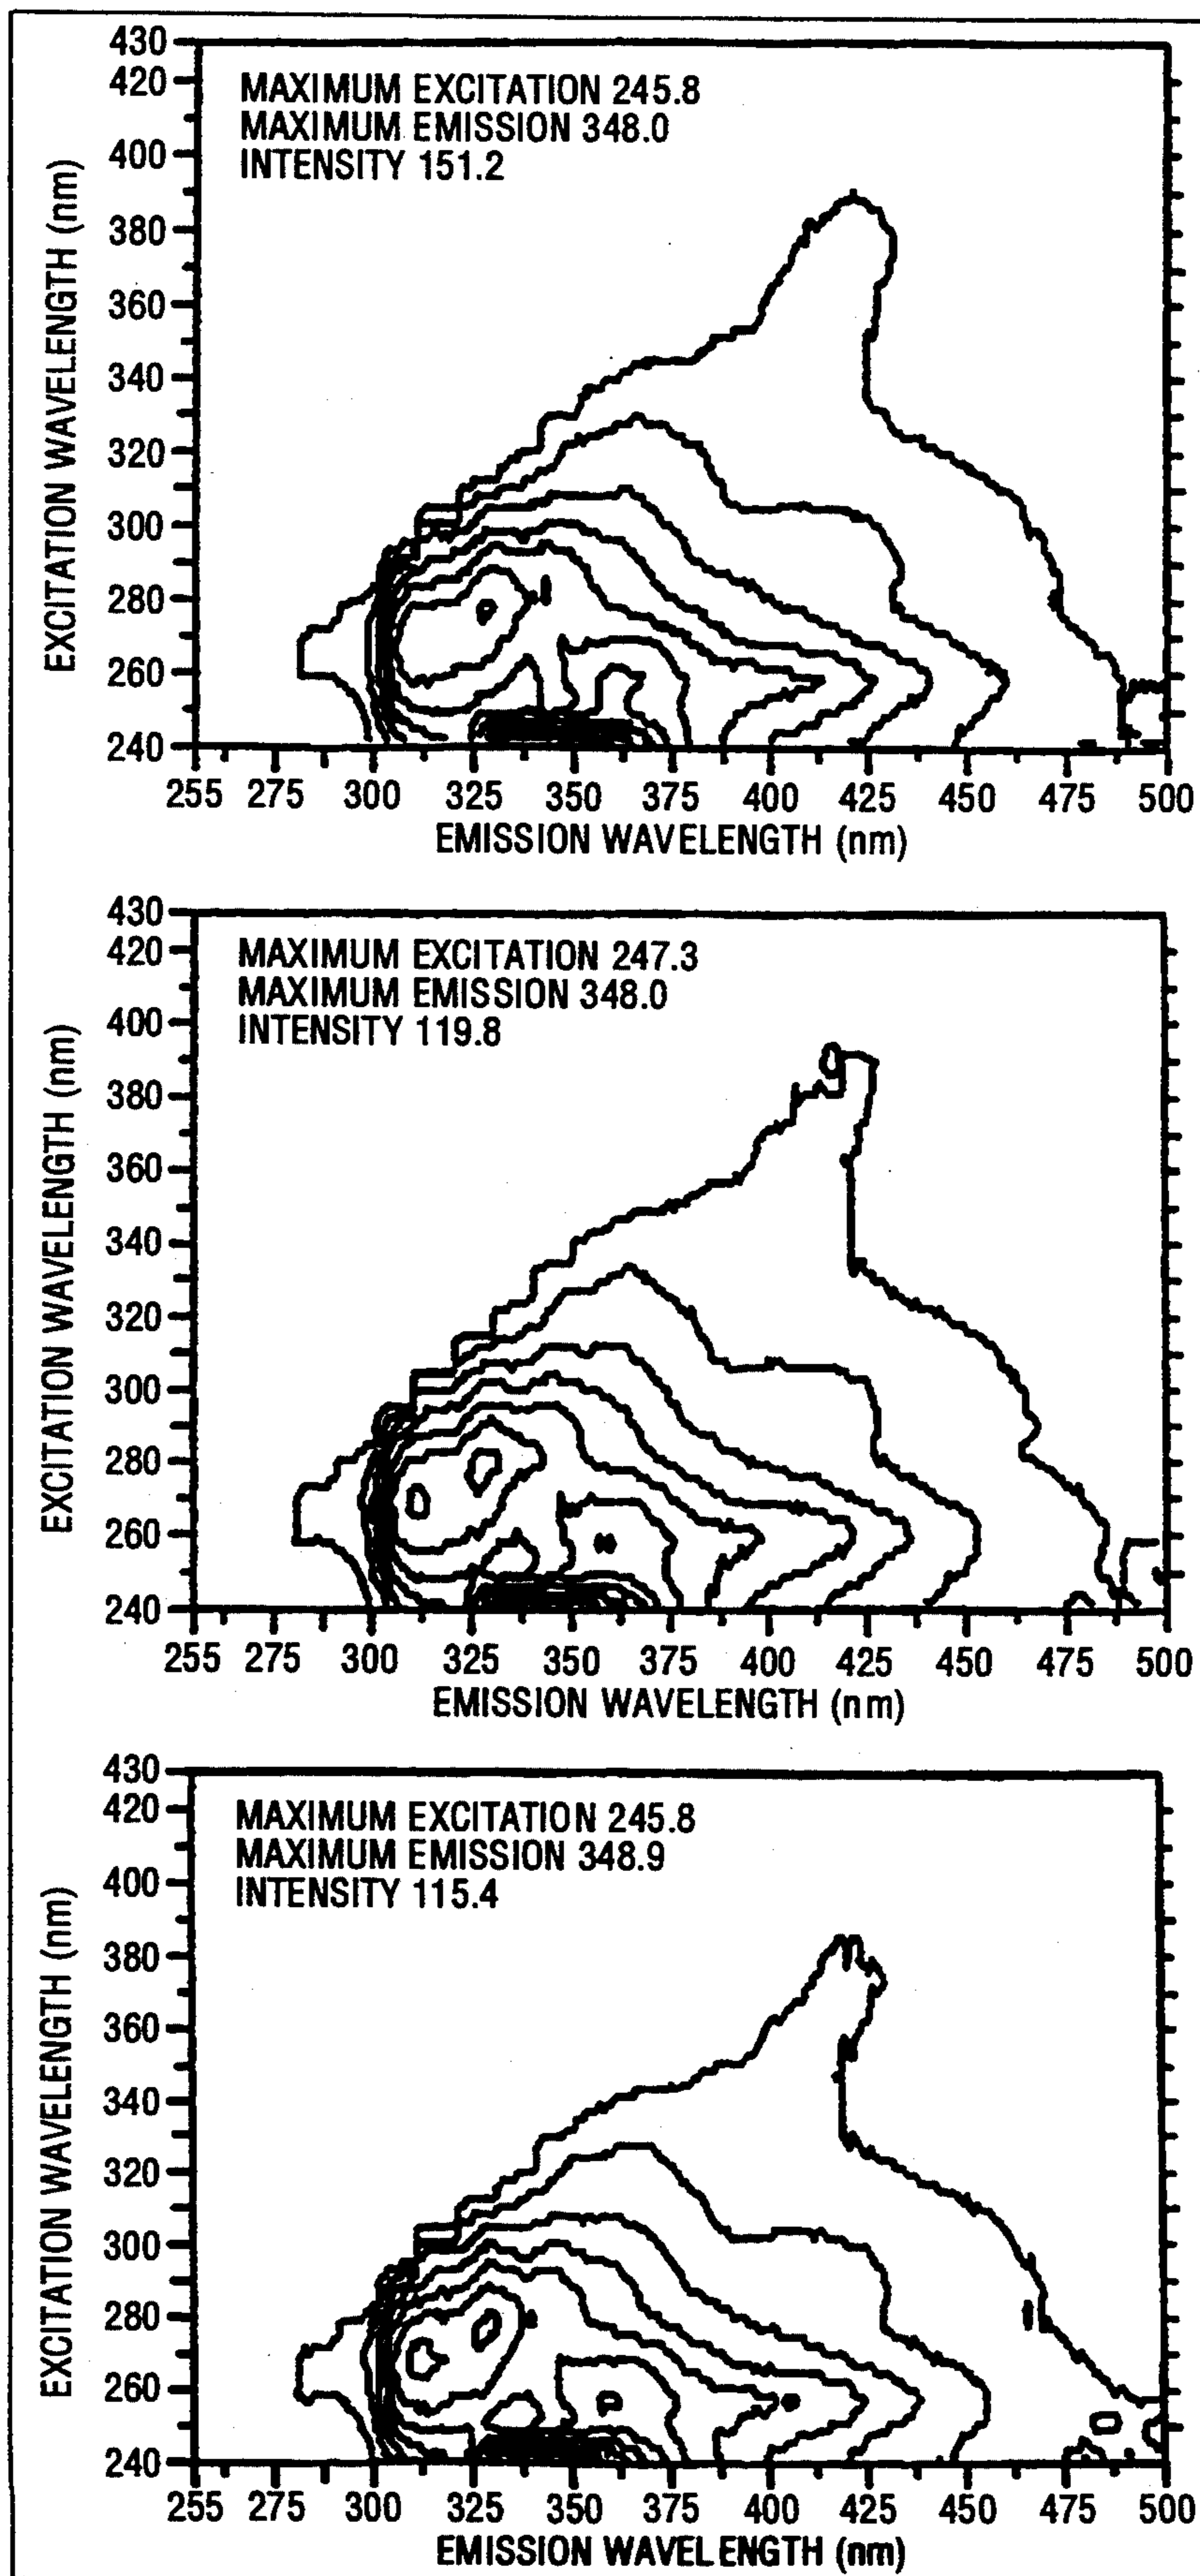 430
420
400
380
360
340
320
300
280
260
240
EXCITATION WAVELENGTH (nm)
MAXIMUM EXCITATION 245.8
MAXIMUM EMISSION 348.0
INTENSITY 151.2
255 275 300 325 350 375 400 425 450 475 500
EMISSION WAVELENGTH (nm)
430
420
400
380
360
340
320
300
280
260
240
EXCITATION WAVELENGTH (nm)
MAXIMUM EXCITATION 247.3
MAXIMUM EMISSION 348.0
INTENSITY 119.8
255 275 300 325 350 375 400 425 450 475 500
EMISSION WAVELENGTH (nm)
430
420
400
380
360
340
320
300
280
260
240
EXCITATION WAVELENGTH (nm)
MAXIMUM EXCITATION 245.8
MAXIMUM EMISSION 348.9
INTENSITY 115.4
255 275 300 325 350 375 400 425 450 475 500
EMISSION WAVELENGTH (nm)